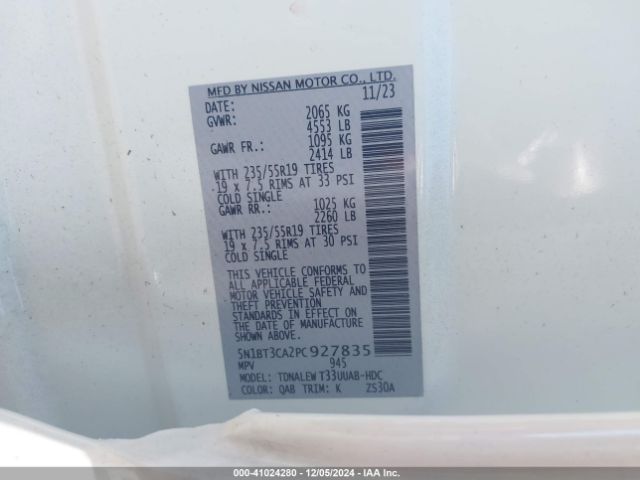 MFD BY NISSAN MOTOR CO., LTD.
DATE: 11/23
GVWR: 2065 KG
4553 LB
GAWR FR.: 1095 KG
2414 LB
WITH 235/55R19 TIRES
19 x 7.5 RIMS AT 33 PSI
COLD SINGLE
GAWR RR.: 1025 KG
2260 LB
WITH 235/55R19 TIRES
19 x 7.5 RIMS AT 30 PSI
COLD SINGLE
THIS VEHICLE CONFORMS TO
ALL APPLICABLE FEDERAL
MOTOR VEHICLE SAFETY AND
THEFT PREVENTION
STANDARDS IN EFFECT ON
THE DATE OF MANUFACTURE
SHOWN ABOVE.
5N1BT3CA2PC927835
MPV 945
MODEL: TDNALEW T33UUAB-HDC
COLOR: QAB TRIM: K ZS30A
000-41024280 - 12/05/2024 - IAA Inc.